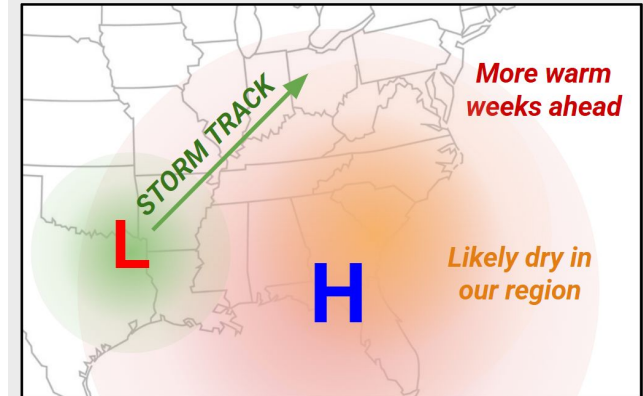 More warm
weeks ahead
STORM TRACK
L
H
Likely dry in
our region